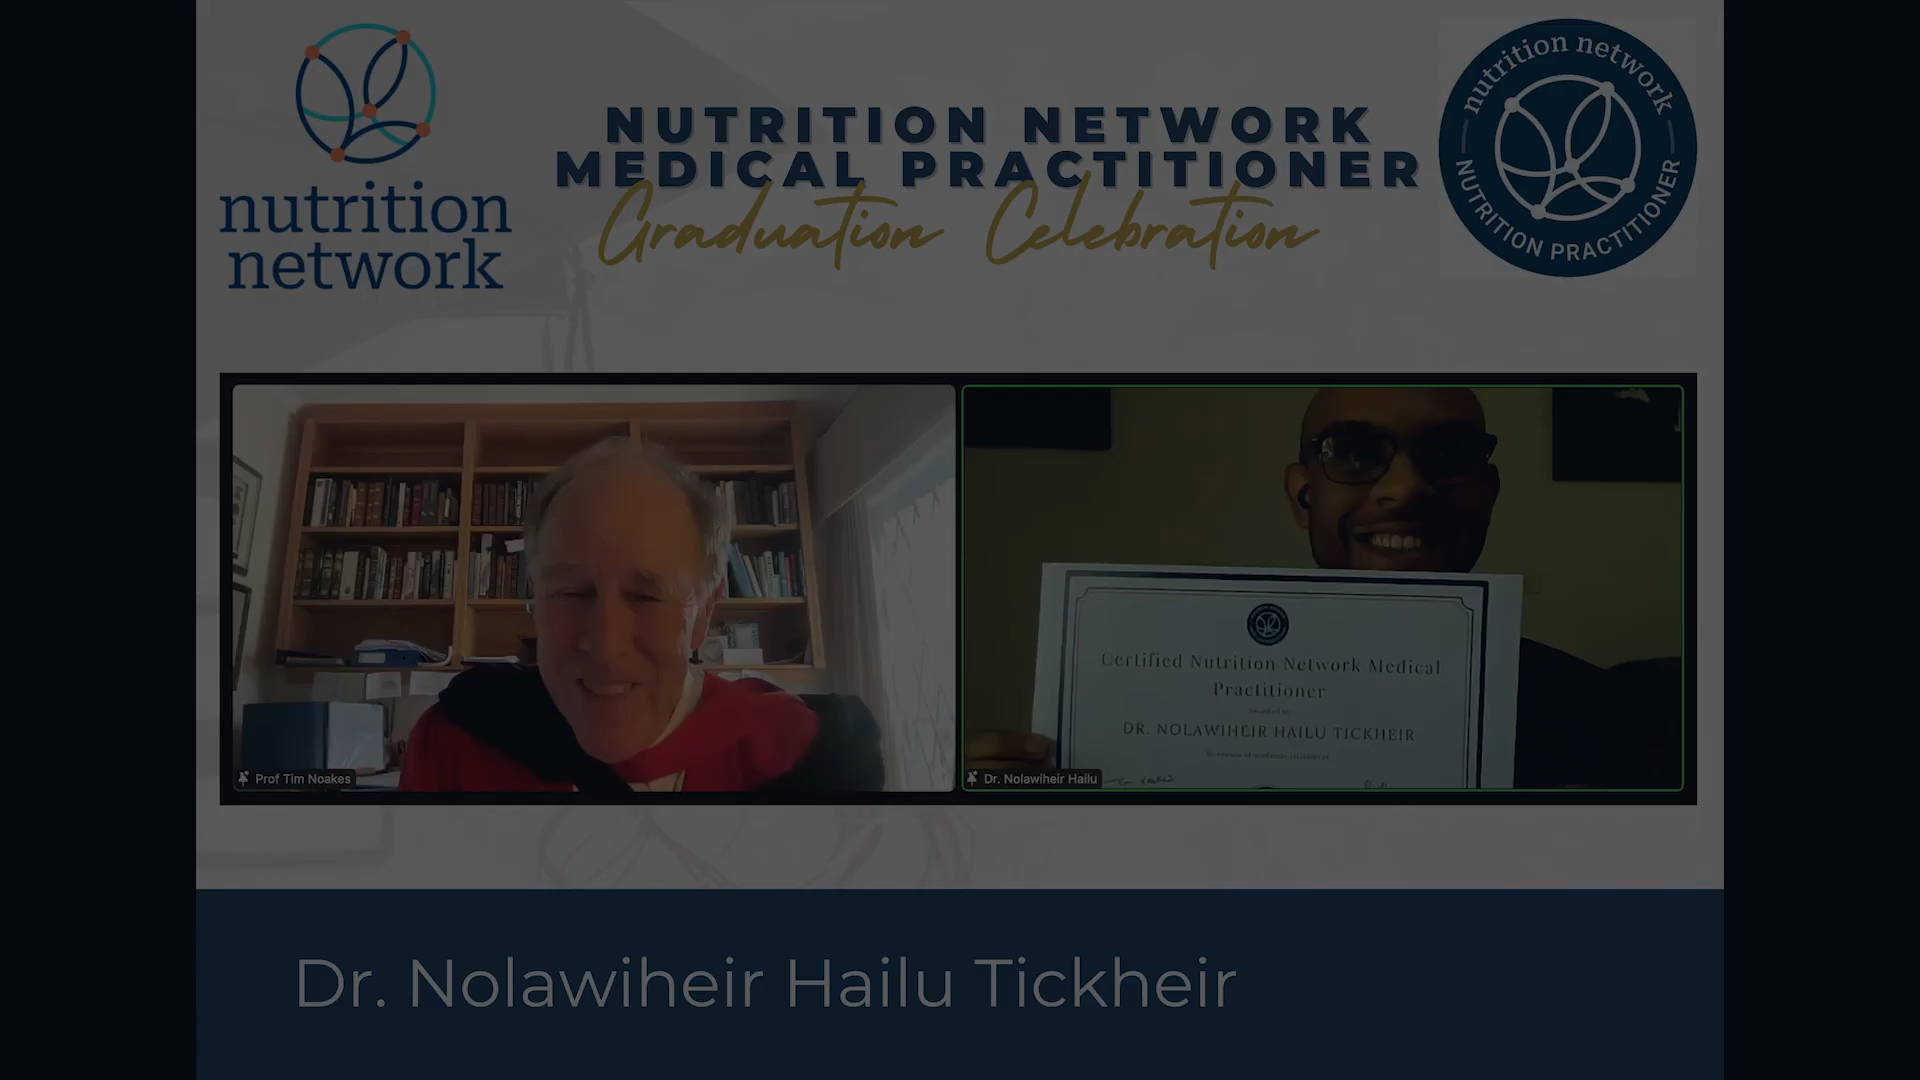 nutrition
network
NUTRITION NETWORK
MEDICAL PRACTITIONER
Graduation Celebration
nutrition network
NUTRITION PRACTITIONER
Prof Tim Noakes
Certified Nutrition Network Medical
Practitioner
DR. NOLAWIHEIR HAILU TICKHEIR
Dr. Nolawiheir Hailu
Dr. Nolawiheir Hailu Tickheir